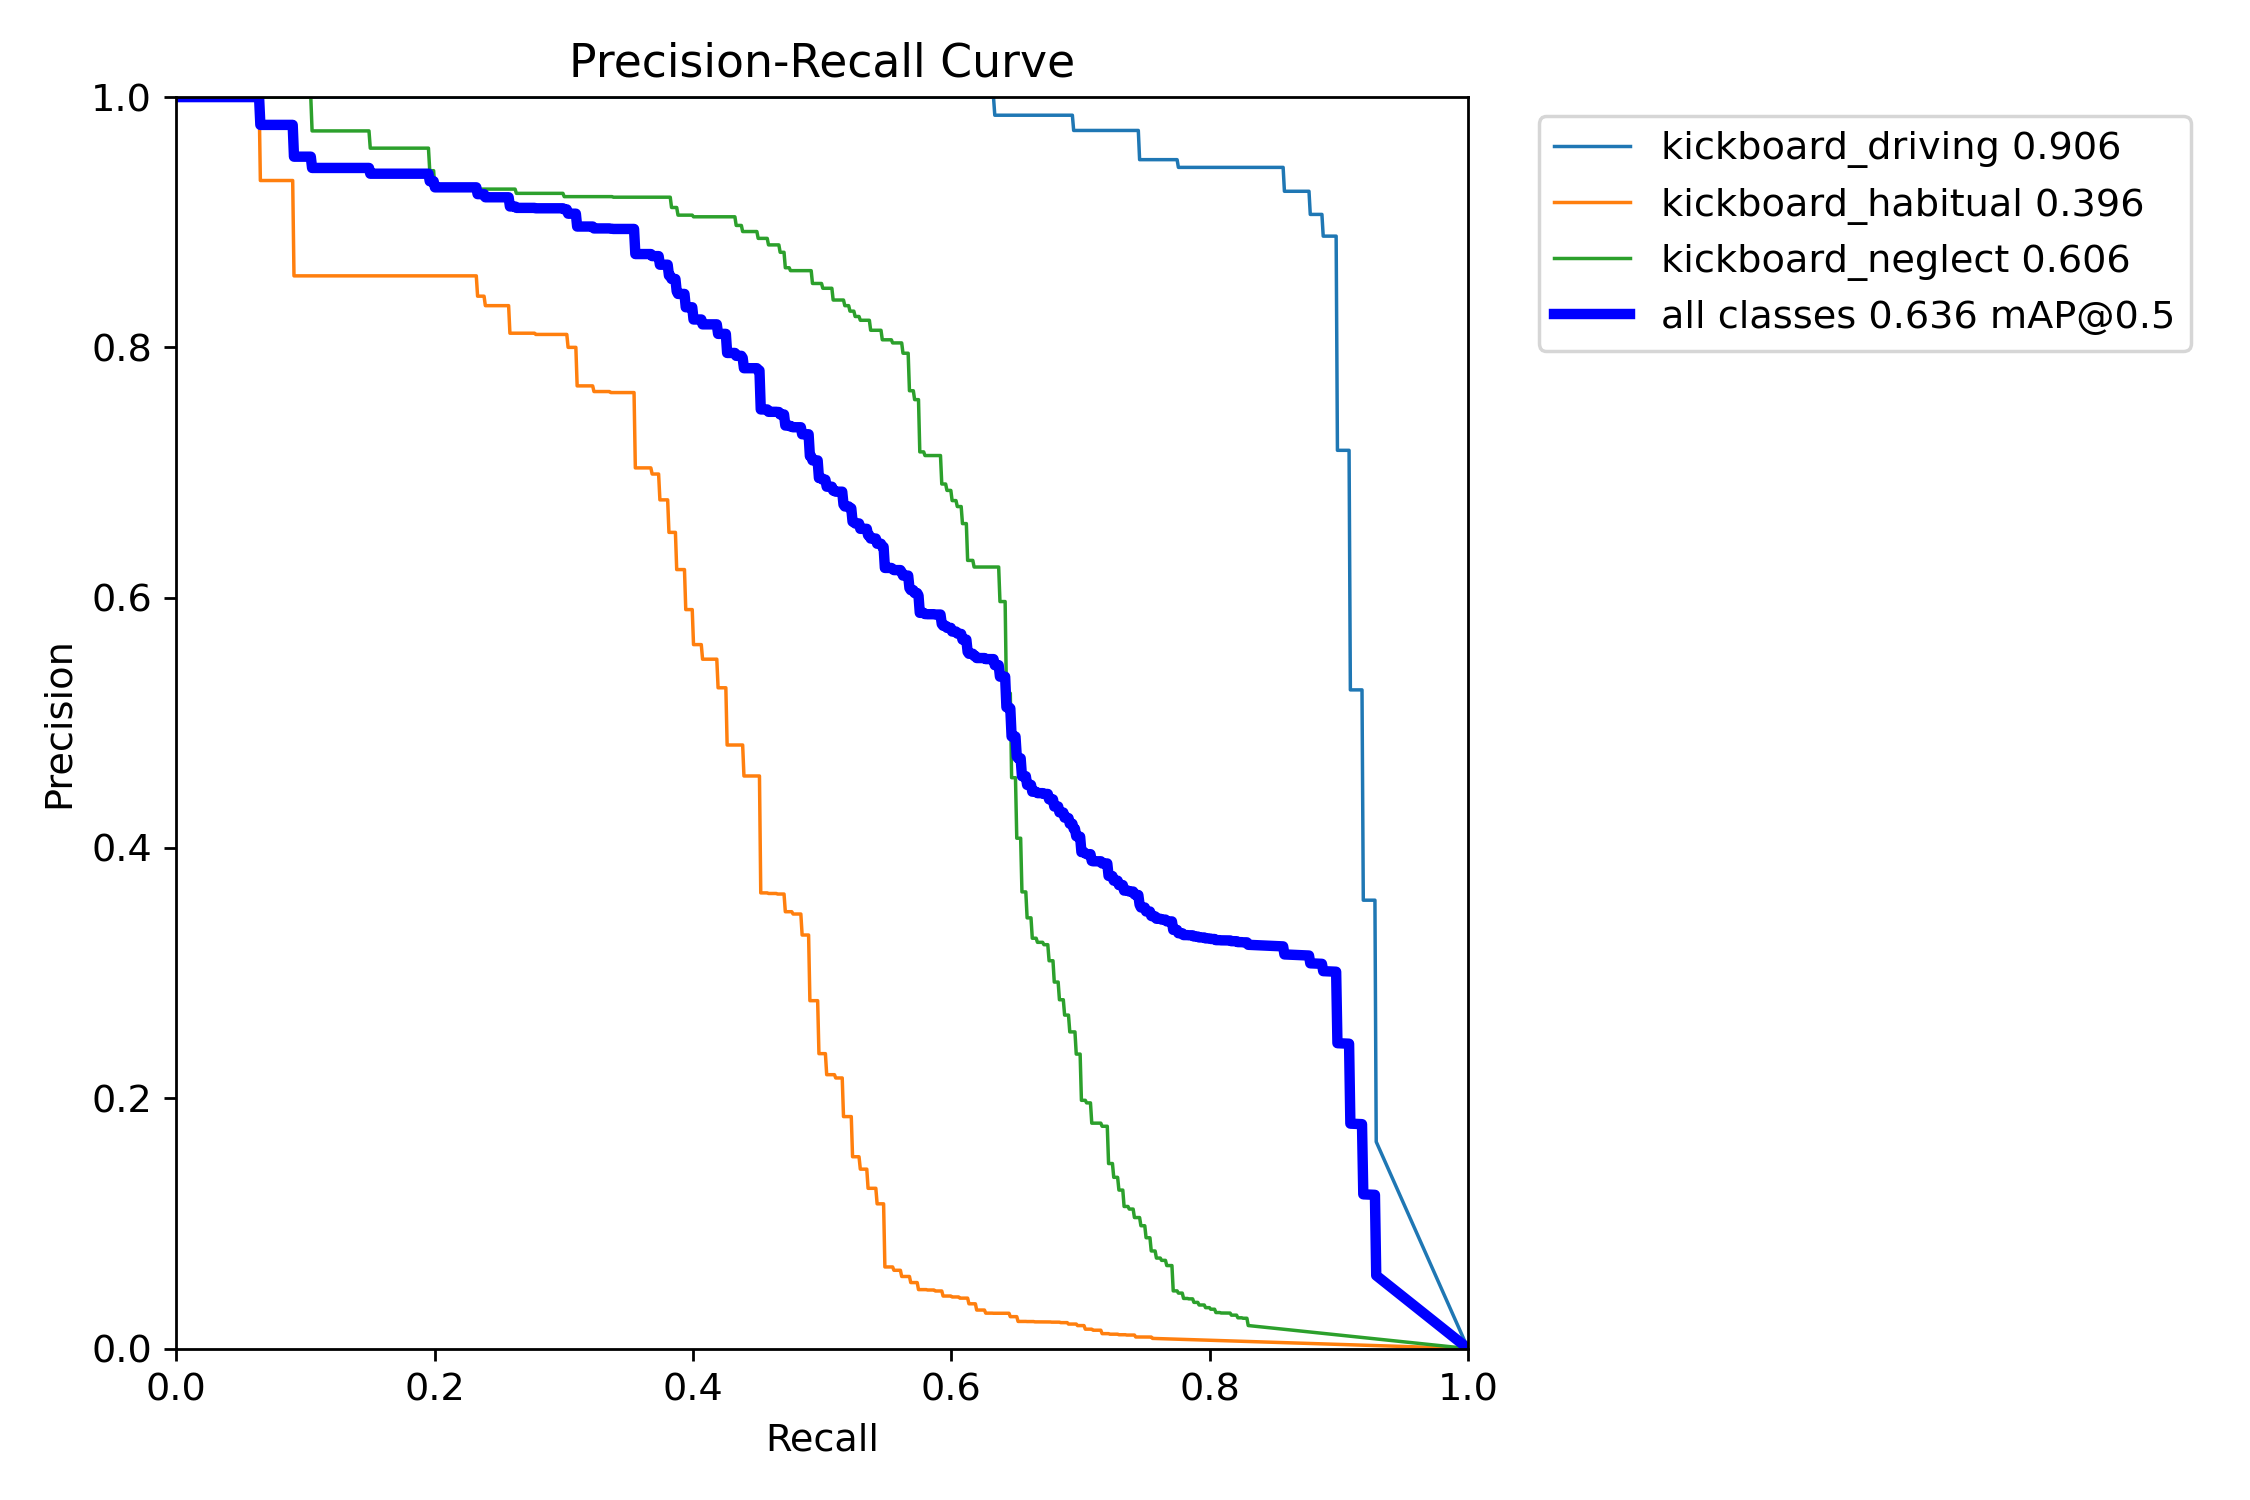 Precision-Recall Curve
1.0
0.8
0.6
0.4
0.2
0.0
Precision
0.0 0.2 0.4 0.6 0.8 1.0
Recall
kickboard_driving 0.906
kickboard_habitual 0.396
kickboard_neglect 0.606
all classes 0.636 mAP@0.5